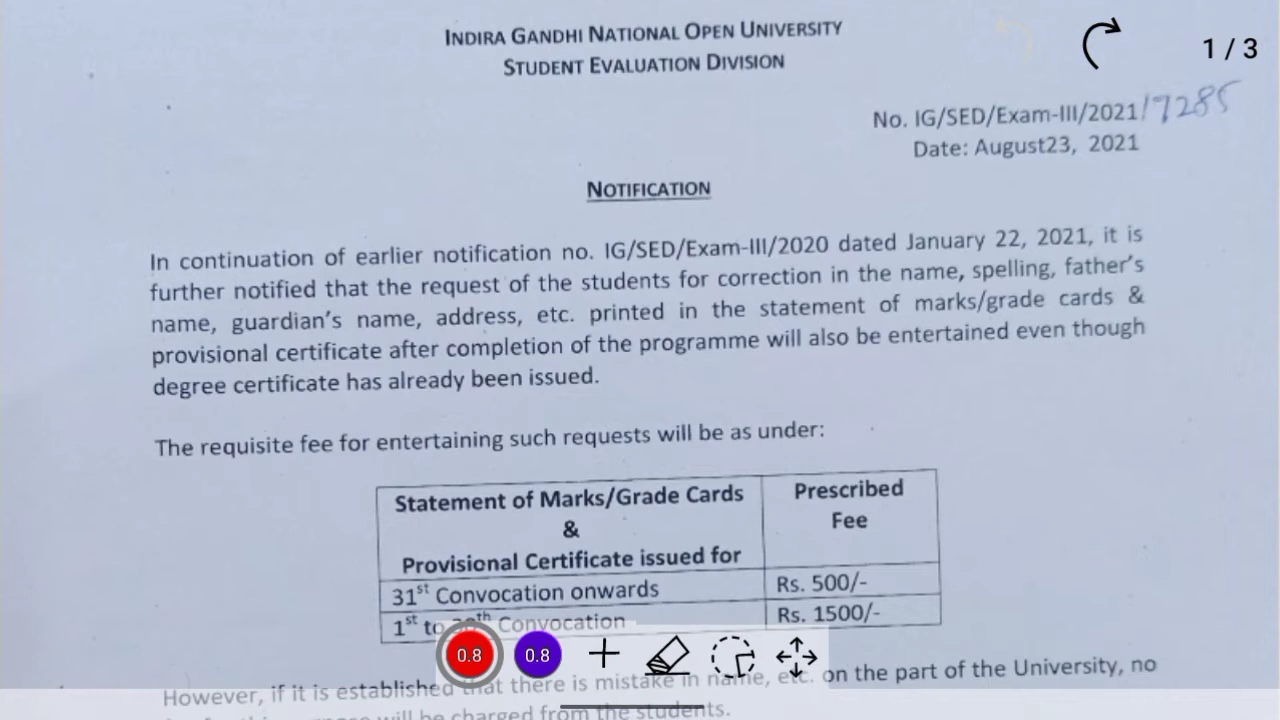 INDIRA GANDHI NATIONAL OPEN UNIVERSITY
STUDENT EVALUATION DIVISION
1 / 3
No. IG/SED/Exam-III/2021/7285
Date: August23, 2021
NOTIFICATION
In continuation of earlier notification no. IG/SED/Exam-III/2020 dated January 22, 2021, it is
further notified that the request of the students for correction in the name, spelling, father's
name, guardian's name, address, etc. printed in the statement of marks/grade cards &
provisional certificate after completion of the programme will also be entertained even though
degree certificate has already been issued.
The requisite fee for entertaining such requests will be as under:
Statement of Marks/Grade Cards
&
Provisional Certificate issued for
Prescribed
Fee
31st Convocation onwards Rs. 500/-
1st to Convocation Rs. 1500/-
0.8 0.8
However, if it is established that there is mistake in name, etc. on the part of the University, no
will be charged from the students.